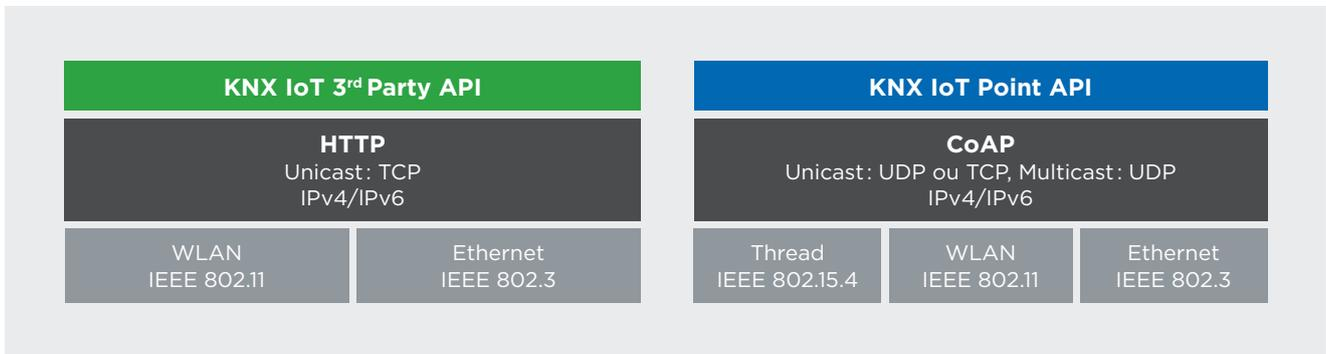 KNX IoT 3rd Party API
HTTP
Unicast : TCP
IPv4/IPv6
WLAN
IEEE 802.11
Ethernet
IEEE 802.3
KNX IoT Point API
CoAP
Unicast : UDP ou TCP, Multicast : UDP
IPv4/IPv6
Thread
IEEE 802.15.4
WLAN
IEEE 802.11
Ethernet
IEEE 802.3